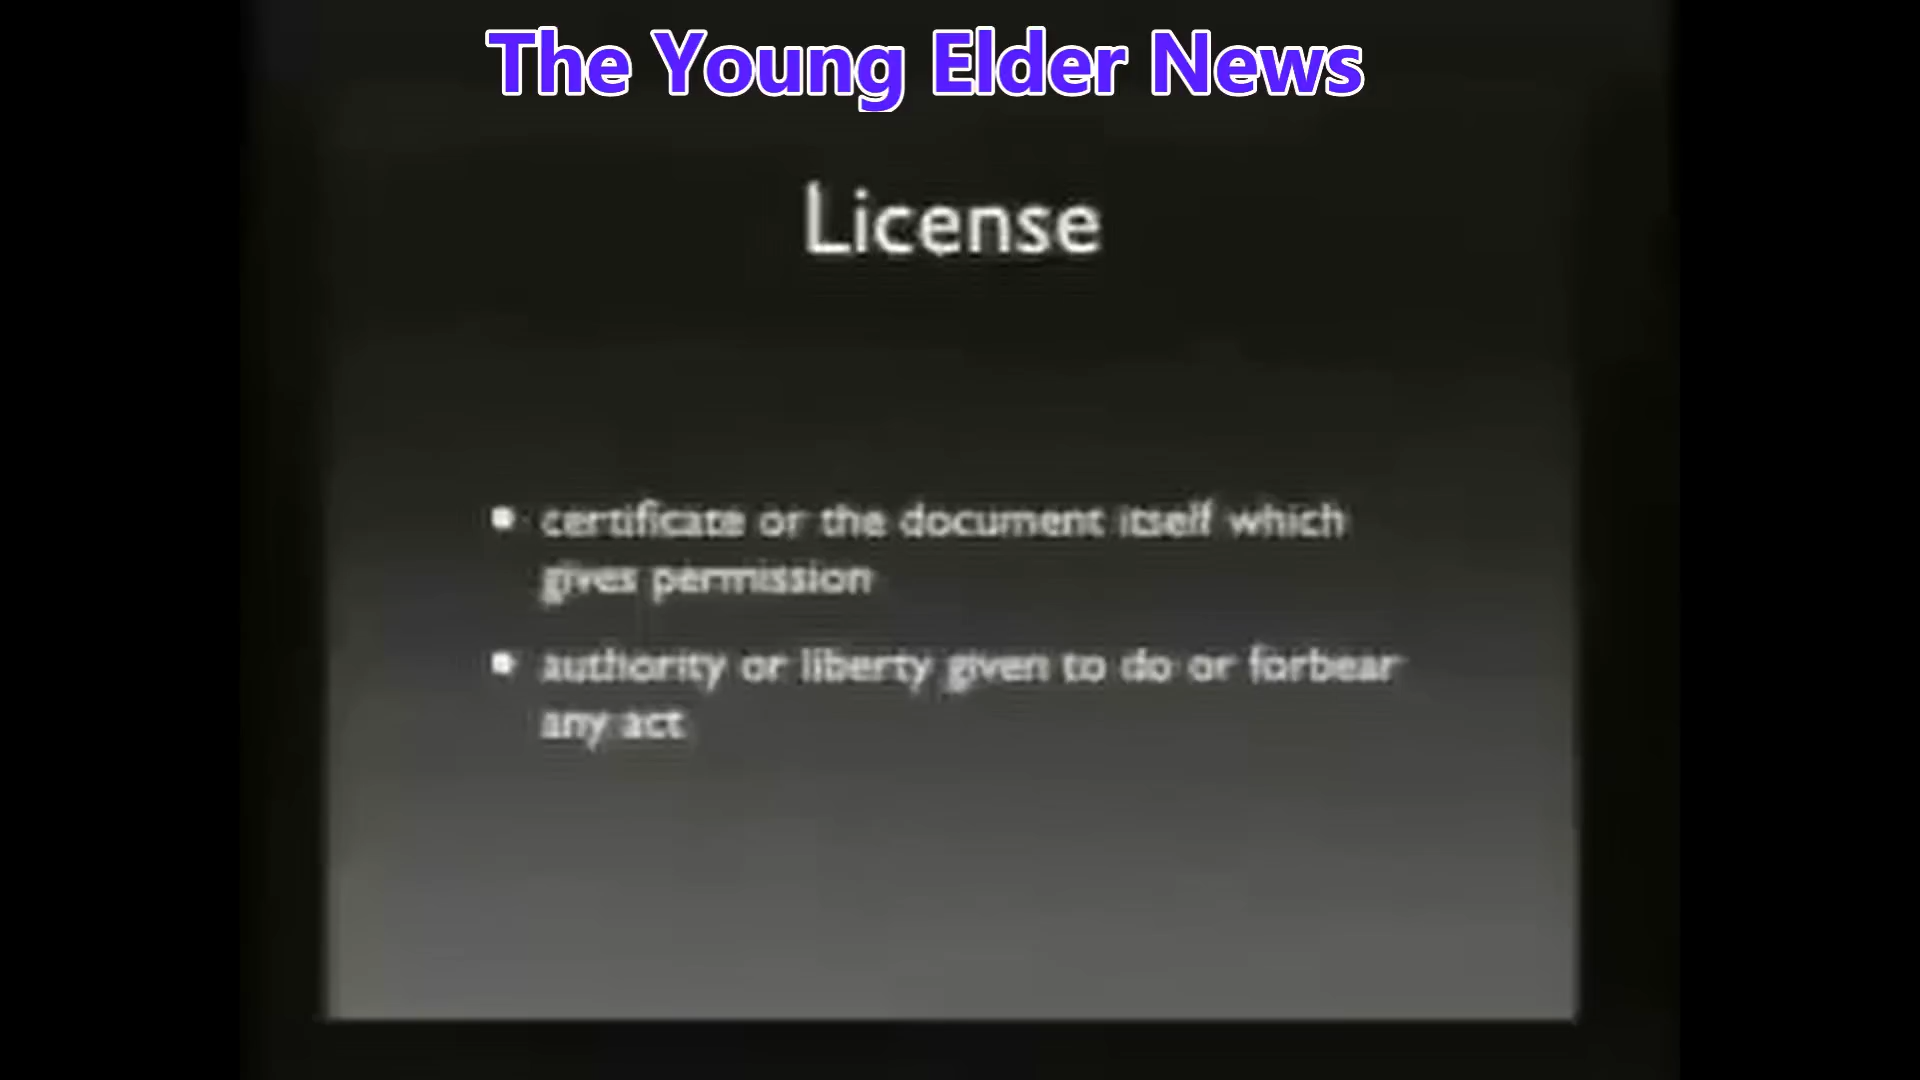 The Young Elder News
License
• certificate or the document itself which
gives permission
• authority or liberty given to do or forbear
any act